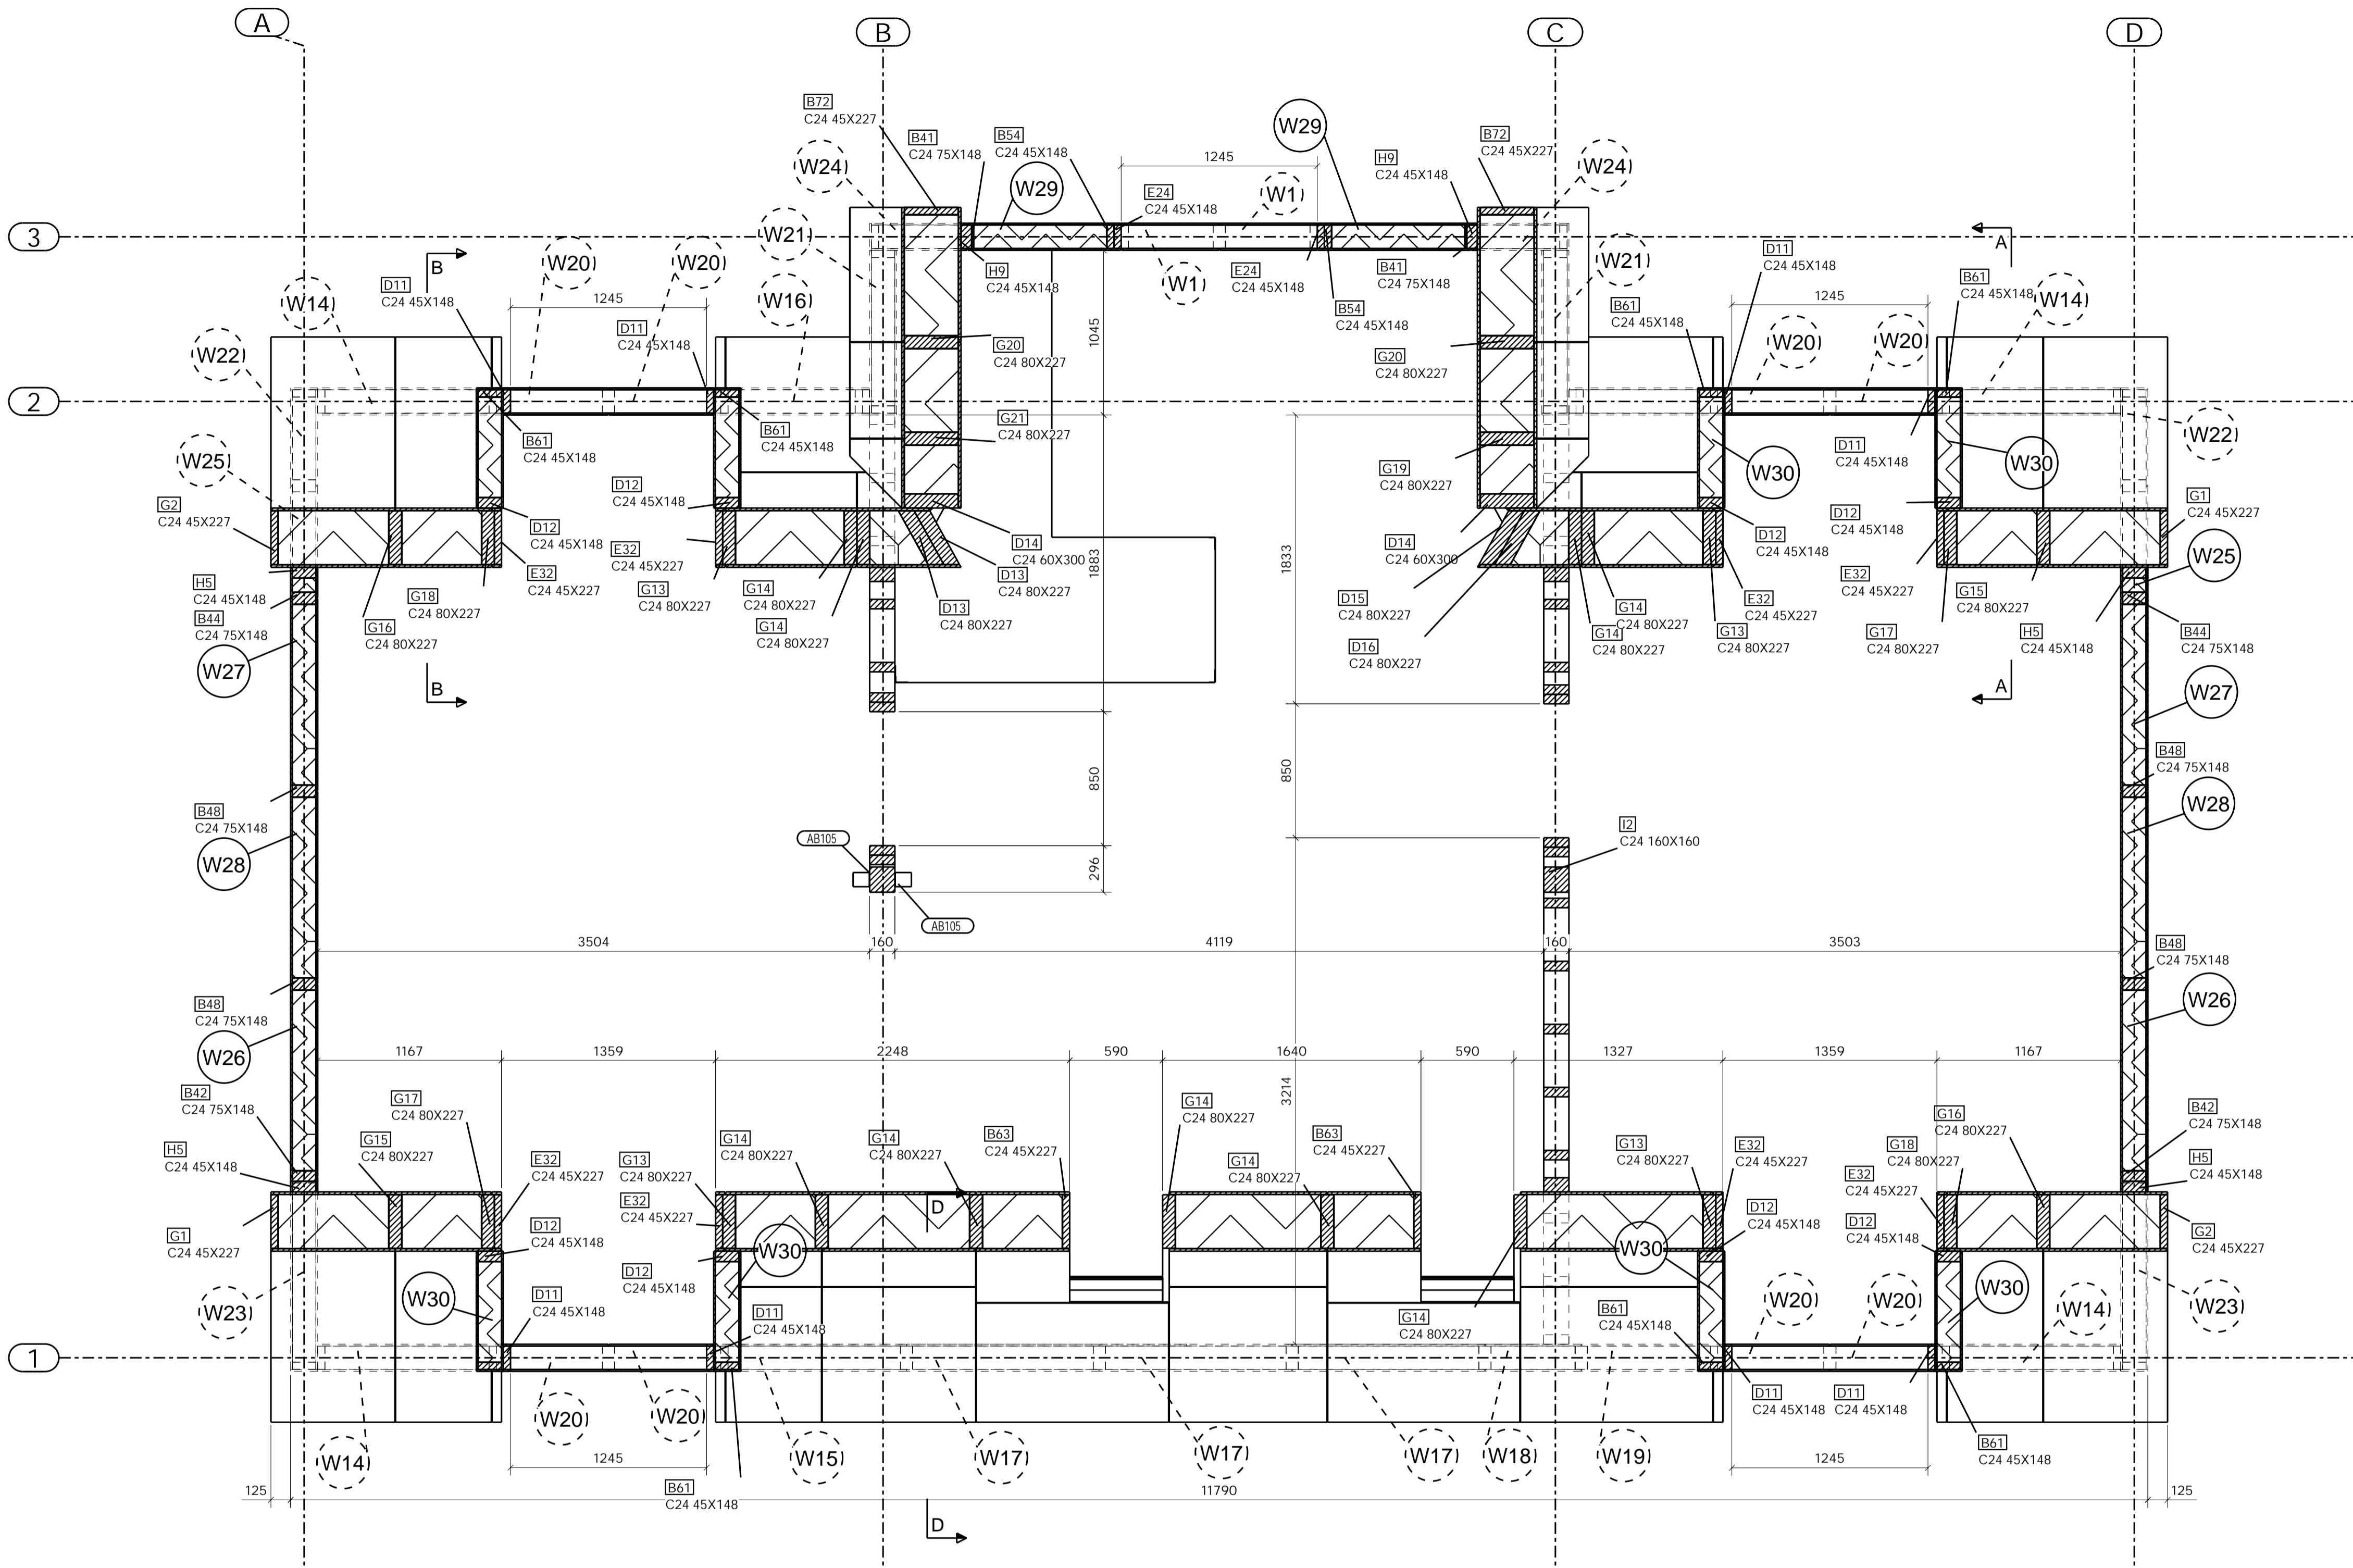 A
B
C
D
B72
C24 45X227
B41
C24 75X148
B54
C24 45X148
W29
B72
C24 45X227
H9
C24 45X148
W24
W29
1245
W24
E24
C24 45X148
W1
3
W21
B
H9
C24 45X148
W1
E24
C24 45X148
B41
C24 75X148
B54
C24 45X148
W21
A
D11
C24 45X148
B61
C24 45X148
W14
D11
C24 45X148
W14
W20
W20
1245
W16
D11
C24 45X148
1045
B61
C24 45X148
1245
W20
W20
W22
G20
C24 80X227
G20
C24 80X227
2
W25
G2
C24 45X227
B61
C24 45X148
B61
C24 45X148
G21
C24 80X227
D12
C24 45X148
G19
C24 80X227
W30
D11
C24 45X148
W30
W22
D12
C24 45X148
G1
C24 45X227
D12
C24 45X148
E32
C24 45X227
D14
C24 60X300
1883
1833
D14
C24 60X300
D12
C24 45X148
W25
H5
C24 45X148
B44
C24 75X148
G18
C24 80X227
E32
C24 45X227
G13
C24 80X227
G14
C24 80X227
D13
C24 80X227
D15
C24 80X227
E32
C24 45X227
G15
C24 80X227
G16
C24 80X227
G14
C24 80X227
D13
C24 80X227
G14
C24 80X227
E32
C24 45X227
D16
C24 80X227
G14
C24 80X227
G13
C24 80X227
G17
C24 80X227
H5
C24 45X148
B44
C24 75X148
W27
B
A
W27
B48
C24 75X148
850
850
B48
C24 75X148
W28
W28
AB105
I2
C24 160X160
296
AB105
3504
160
4119
160
3503
B48
C24 75X148
B48
C24 75X148
W26
W26
1167
1359
2248
590
1640
590
1327
1359
1167
3214
B42
C24 75X148
G17
C24 80X227
G14
C24 80X227
G16
C24 80X227
B42
C24 75X148
H5
C24 45X148
G15
C24 80X227
E32
C24 45X227
G13
C24 80X227
G14
C24 80X227
G14
C24 80X227
B63
C24 45X227
G14
C24 80X227
B63
C24 45X227
G13
C24 80X227
E32
C24 45X227
G18
C24 80X227
H5
C24 45X148
E32
C24 45X227
E32
C24 45X227
G1
C24 45X227
D12
C24 45X148
D
D12
C24 45X148
D12
C24 45X148
G2
C24 45X227
W30
W30
D12
C24 45X148
W23
W30
D11
C24 45X148
D11
C24 45X148
G14
C24 80X227
B61
C24 45X148
W20
W20
W30
W14
W23
1
W14
W20
W20
1245
W15
W17
W17
W17
W18
W19
D11
C24 45X148
D11
C24 45X148
B61
C24 45X148
1245
125
B61
C24 45X148
11790
125
D